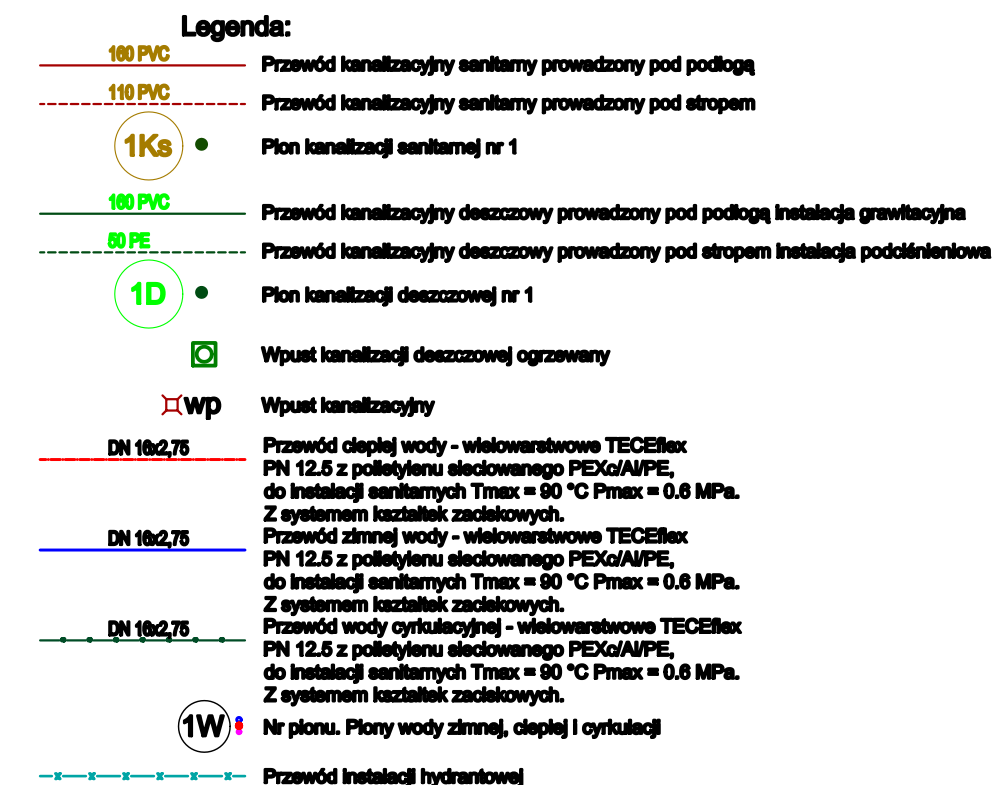 Legenda:
160 PVC
Przewód kanalizacyjny sanitarny prowadzony pod podłogą
110 PVC
Przewód kanalizacyjny sanitarny prowadzony pod stropem
1Ks
Pion kanalizacji sanitarnej nr 1
160 PVC
Przewód kanalizacyjny deszczowy prowadzony pod podłogą instalacja grawitacyjna
50 PE
Przewód kanalizacyjny deszczowy prowadzony pod stropem instalacja podciśnieniowa
1D
Pion kanalizacji deszczowej nr 1
Wpust kanalizacji deszczowej ogrzewany
wp
Wpust kanalizacyjny
DN 16x2,75
Przewód ciepłej wody - wielowarstwowe TECEflex
PN 12.5 z polietylenu sieciowanego PEXc/Al/PE,
do instalacji sanitarnych Tmax = 90 °C Pmax = 0.6 MPa.
Z systemem kształtek zaciskowych.
DN 16x2,75
Przewód zimnej wody - wielowarstwowe TECEflex
PN 12.5 z polietylenu sieciowanego PEXc/Al/PE,
do instalacji sanitarnych Tmax = 90 °C Pmax = 0.6 MPa.
Z systemem kształtek zaciskowych.
DN 16x2,75
Przewód wody cyrkulacyjnej - wielowarstwowe TECEflex
PN 12.5 z polietylenu sieciowanego PEXc/Al/PE,
do instalacji sanitarnych Tmax = 90 °C Pmax = 0.6 MPa.
Z systemem kształtek zaciskowych.
1W
Nr pionu. Piony wody zimnej, ciepłej i cyrkulacji
Przewód instalacji hydrantowej